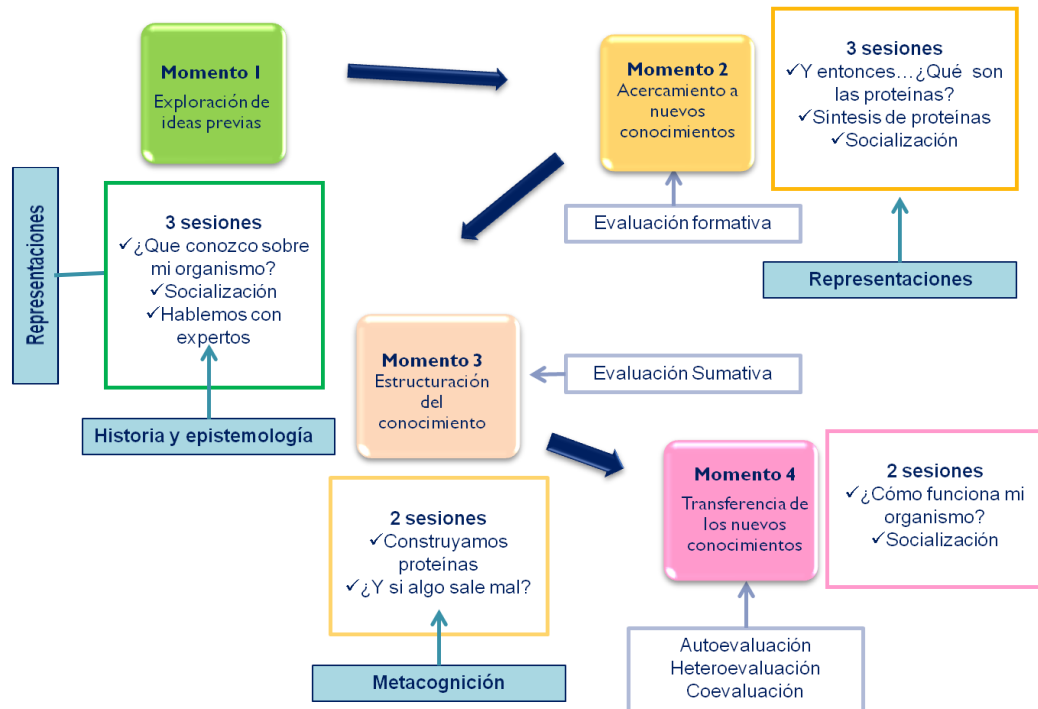 Momento 1
Exploración de
ideas previas
Momento 2
Acercamiento a
nuevos
conocimientos
3 sesiones
✓Y entonces…¿Qué son
las proteínas?
✓Síntesis de proteínas
✓Socialización
Evaluación formativa
Representaciones
Representaciones
3 sesiones
✓¿Que conozco sobre
mi organismo?
✓Socialización
✓Hablemos con
expertos
Historia y epistemología
Momento 3
Estructuración
del
conocimiento
Evaluación Sumativa
2 sesiones
✓Construyamos
proteínas
✓¿Y si algo sale mal?
Metacognición
Momento 4
Transferencia de
los nuevos
conocimientos
2 sesiones
✓¿Cómo funciona mi
organismo?
✓Socialización
Autoevaluación
Heteroevaluación
Coevaluación